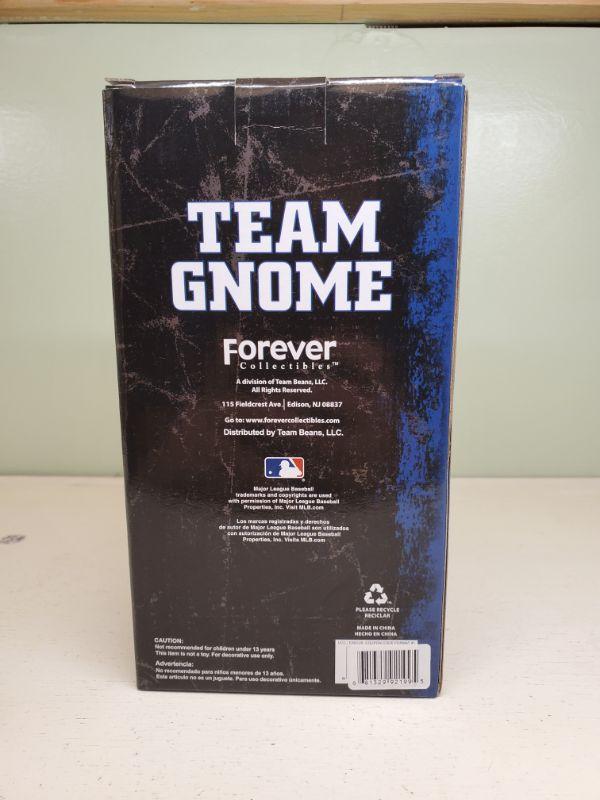 TEAM
GNOME
Forever
Collectibles™
A division of Team Beans, LLC.
All Rights Reserved.
115 Fieldcrest Ave | Edison, NJ 08837
Go to: www.forevercollectibles.com
Distributed by Team Beans, LLC.
Major League Baseball
trademarks and copyrights are used
with permission of Major League Baseball
Properties, Inc. Visit MLB.com
Los marcas registradas y derechos
de autor de Major League Baseball son utilizados
con autorización de Major League Baseball
Properties, Inc. Visite MLB.com
PLEASE RECYCLE
RECICLAR
MADE IN CHINA
HECHO EN CHINA
CAUTION:
Not recommended for children under 13 years
This item is not a toy. For decorative use only.
Advertencia:
No recomendado para niños menores de 13 años.
Este artículo no es un juguete. Para uso decorativo únicamente.
81329 92199 5